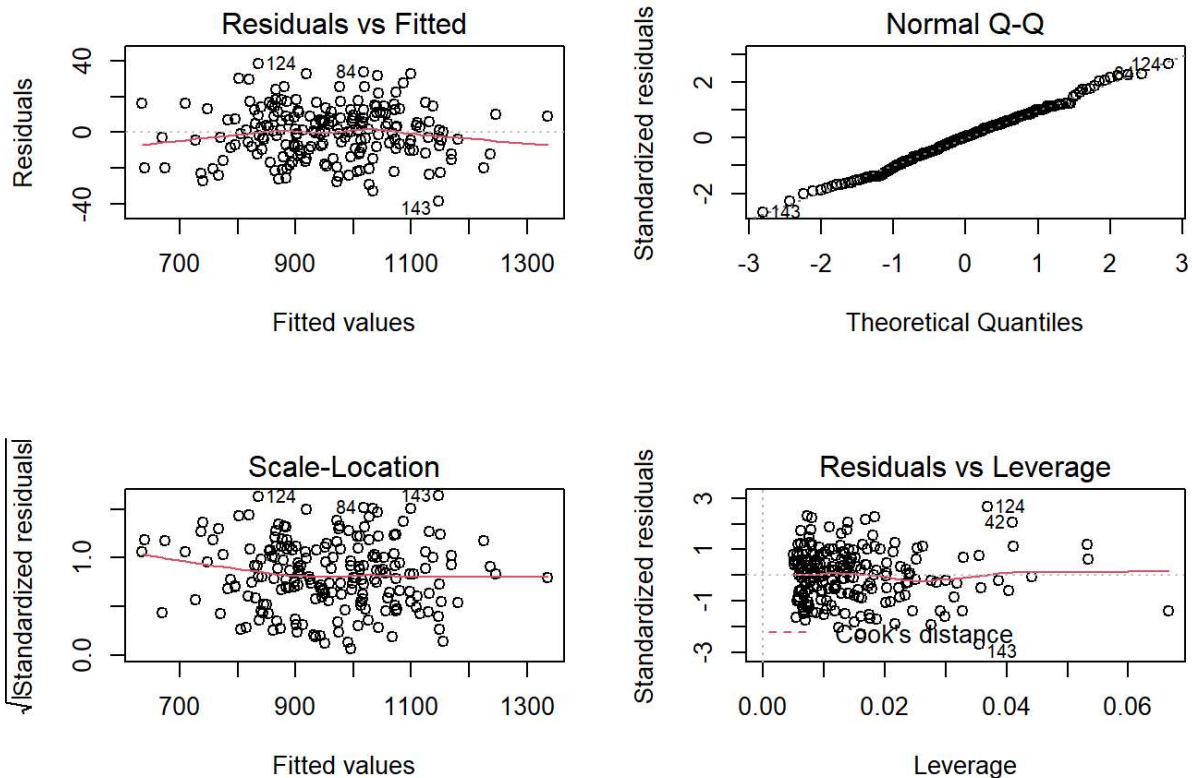 Residuals vs Fitted
Residuals
40
0
-40
124
84
143
700 900 1100 1300
Fitted values
Normal Q-Q
Standardized residuals
2
0
-2
124
143
-3 -2 -1 0 1 2 3
Theoretical Quantiles
Scale-Location
√|Standardized residuals|
1.0
0.0
124
84
143
700 900 1100 1300
Fitted values
Residuals vs Leverage
Standardized residuals
3
1
-1
-3
124
42
Cook's distance
143
0.00 0.02 0.04 0.06
Leverage